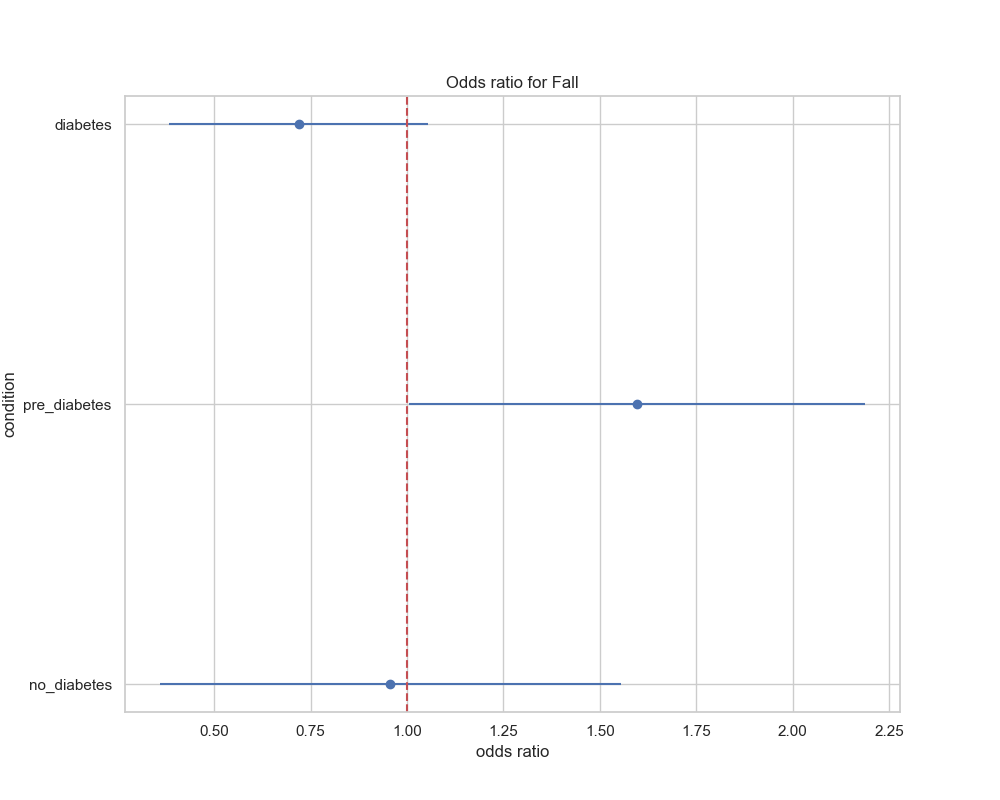 Odds ratio for Fall
condition
diabetes
pre_diabetes
no_diabetes
0.50 0.75 1.00 1.25 1.50 1.75 2.00 2.25
odds ratio